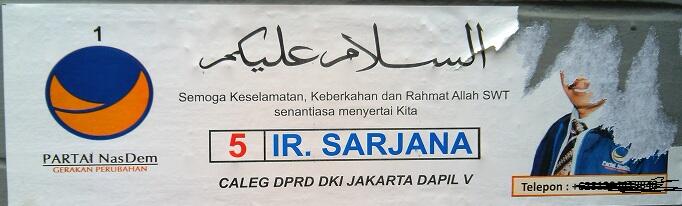 1
السلام عليكم
Semoga Keselamatan, Keberkahan dan Rahmat Allah SWT
senantiasa menyertai Kita
5 IR. SARJANA
PARTAI NasDem
GERAKAN PERUBAHAN
CALEG DPRD DKI JAKARTA DAPIL V
Telepon :